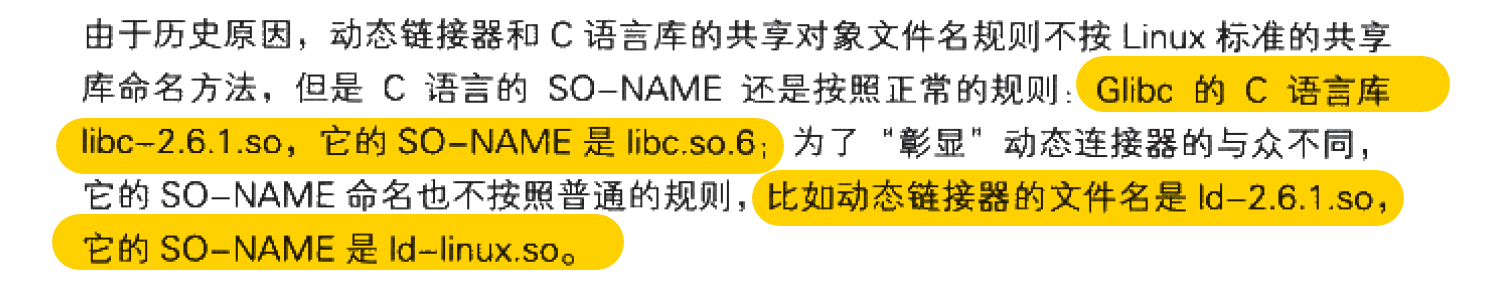 由于历史原因，动态链接器和 C 语言库的共享对象文件名规则不按 Linux 标准的共享
库命名方法，但是 C 语言的 SO-NAME 还是按照正常的规则：Glibc 的 C 语言库
libc-2.6.1.so，它的 SO-NAME 是 libc.so.6；为了“彰显”动态连接器的与众不同，
它的 SO-NAME 命名也不按照普通的规则，比如动态链接器的文件名是 ld-2.6.1.so，
它的 SO-NAME 是 ld-linux.so。